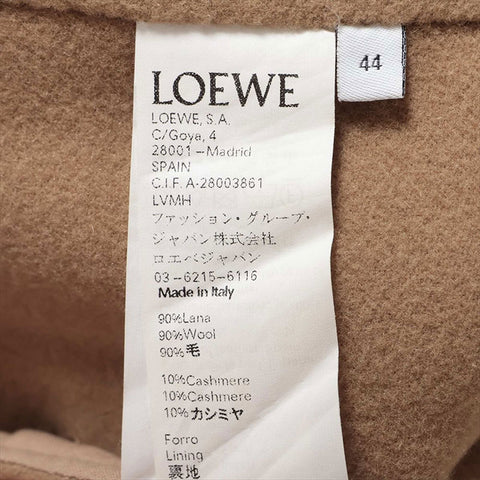 LOEWE
LOEWE, S.A.
C/Goya, 4
28001 – Madrid
SPAIN
C.I.F. A-28003861
LVMH
ファッション・グループ・
ジャパン株式会社
ロエベジャパン
03-6215-6116
Made in Italy
90%Lana
90%Wool
90%毛
10%Cashmere
10%Cashmere
10%カシミヤ
Forro
Lining
裏地
44